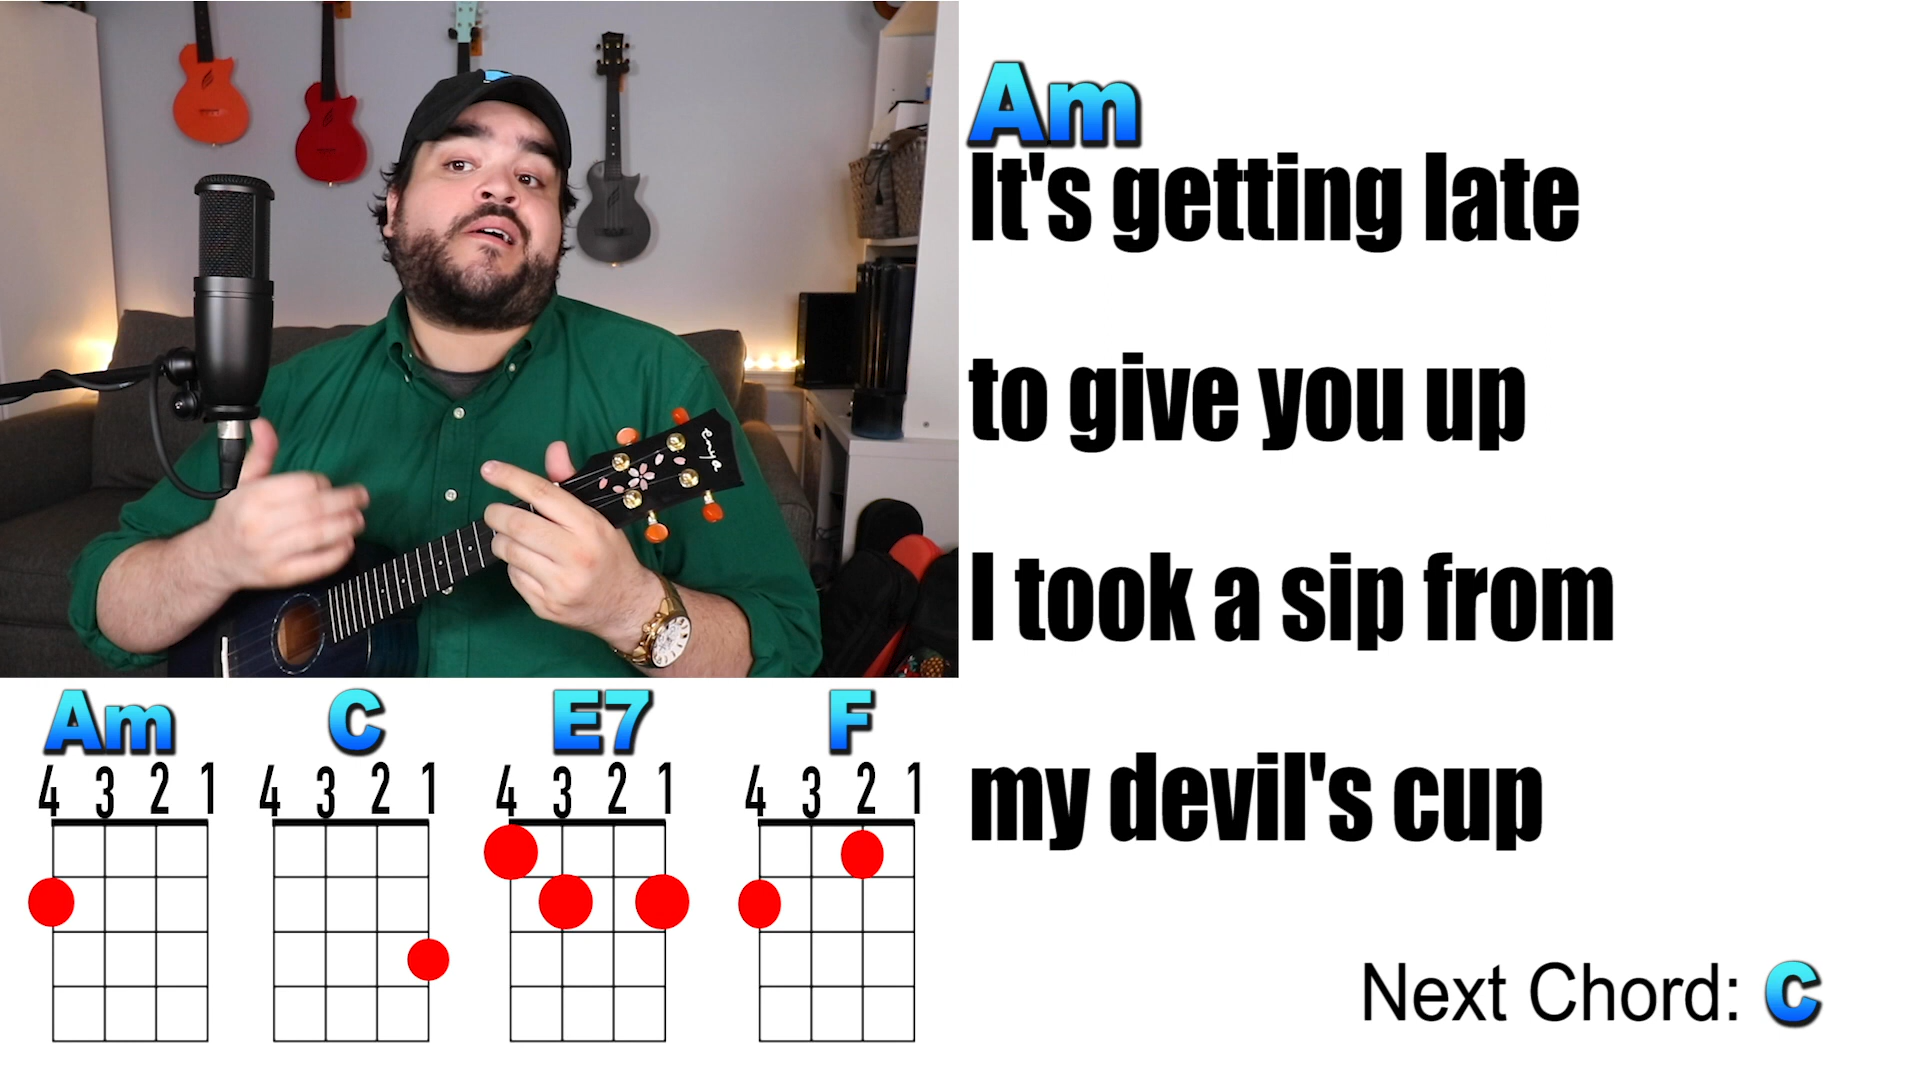 Am
It's getting late
to give you up
I took a sip from
my devil's cup
Next Chord: C
enya
Am C E7 F
4 3 2 1 4 3 2 1 4 3 2 1 4 3 2 1